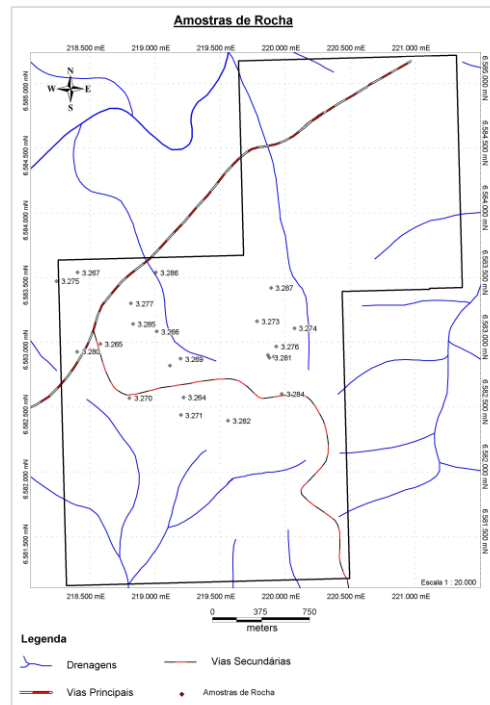 Amostras de Rocha
218.500 mE 219.000 mE 219.500 mE 220.000 mE 220.500 mE 221.000 mE
N
W E
S
6.585.000 mN 6.585.000 mN
6.584.500 mN 6.584.500 mN
6.584.000 mN 6.584.000 mN
6.583.500 mN 6.583.500 mN
6.583.000 mN 6.583.000 mN
6.582.500 mN 6.582.500 mN
6.582.000 mN 6.582.000 mN
6.581.500 mN 6.581.500 mN
3.267
3.286
3.275
3.287
3.277
3.273
3.285
3.274
3.266
3.265
3.276
3.280
3.269
3.281
3.284
3.270
3.264
3.271
3.282
Escala 1 : 20.000
218.500 mE 219.000 mE 219.500 mE 220.000 mE 220.500 mE 221.000 mE
0 375 750
meters
Legenda
Drenagens
Vias Secundárias
Vias Principais
Amostras de Rocha